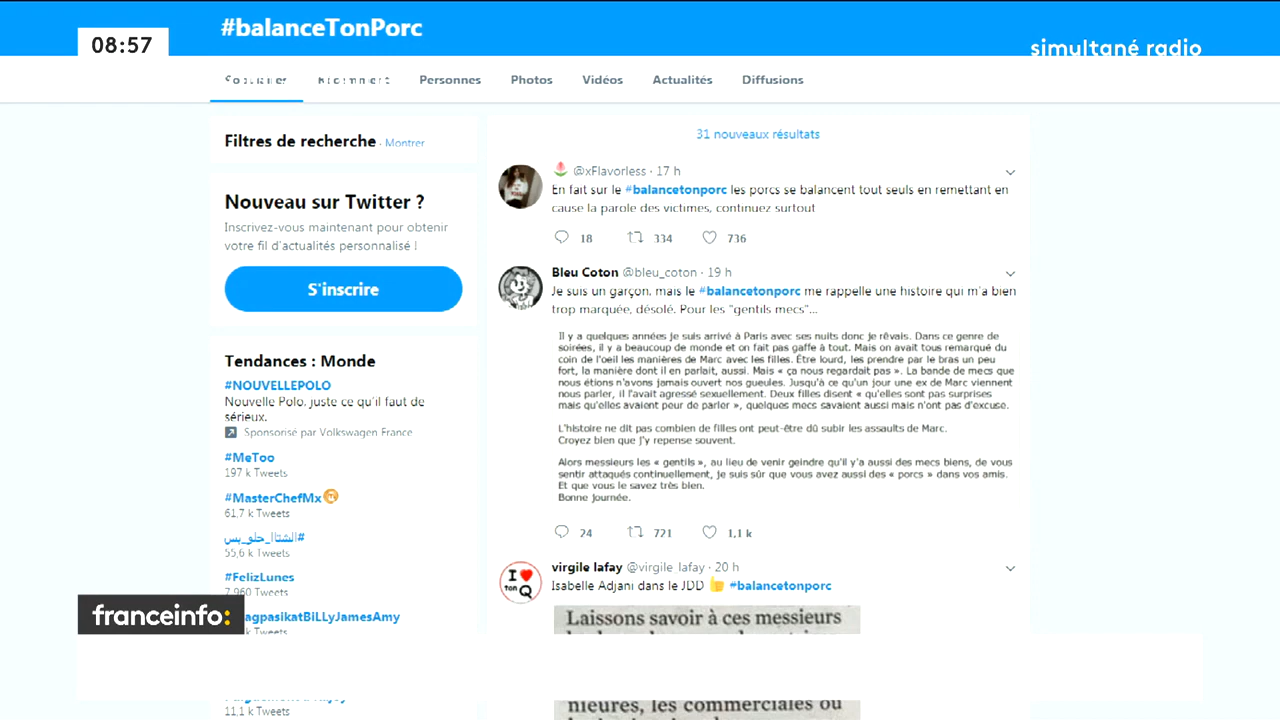 #balanceTonPorc
08:57
simultané radio
Personnes
Photos
Vidéos
Actualités
Diffusions
Filtres de recherche · Montrer
Nouveau sur Twitter ?
Inscrivez-vous maintenant pour obtenir
votre fil d'actualités personnalisé !
S'inscrire
Tendances : Monde
#NOUVELLEPOLO
Nouvelle Polo, juste ce qu'il faut de
sérieux.
Sponsorisé par Volkswagen France
#MeToo
197 k Tweets
#MasterChefMx
61,7 k Tweets
#الشتا_حلو_بس
55,6 k Tweets
#FelizLunes
7 960 Tweets
franceinfo:
agpasikatBiLLyJamesAmy
k Tweets
11,1 k Tweets
31 nouveaux résultats
@xFlavorless · 17 h
En fait sur le #balancetonporc les porcs se balancent tout seuls en remettant en
cause la parole des victimes, continuez surtout
18 334 736
Bleu Coton @bleu_coton · 19 h
Je suis un garçon, mais le #balancetonporc me rappelle une histoire qui m'a bien
trop marquée, désolé. Pour les "gentils mecs"...
Il y a quelques années je suis arrivé à Paris avec ses nuits donc je rêvais. Dans ce genre de
soirées, il y a beaucoup de monde et on fait pas gaffe à tout. Mais on avait tous remarqué du
coin de l'oeil les manières de Marc avec les filles. Être lourd, les prendre par le bras un peu
fort, la manière dont il en parlait, aussi. Mais « ça nous regardait pas ». La bande de mecs que
nous étions n'avons jamais ouvert nos gueules. Jusqu'à ce qu'un jour une ex de Marc viennent
nous parler, il l'avait agressé sexuellement. Deux filles disent « qu'elles sont pas surprises
mais qu'elles avaient peur de parler », quelques mecs savaient aussi mais n'ont pas d'excuse.
L'histoire ne dit pas combien de filles ont peut-être dû subir les assauts de Marc.
Croyez bien que j'y repense souvent.
Alors messieurs les « gentils », au lieu de venir geindre qu'il y'a aussi des mecs biens, de vous
sentir attaqués continuellement, je suis sûr que vous avez aussi des « porcs » dans vos amis.
Et que vous le savez très bien.
Bonne journée.
24 721 1,1 k
virgile lafay @virgile_lafay · 20 h
Isabelle Adjani dans le JDD #balancetonporc
I ton Q
Laissons savoir à ces messieurs
nieures, les commerciales ou